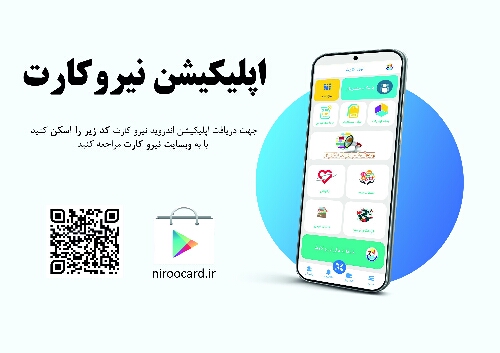 اپلیکیشن نیروکارت
جهت دریافت اپلیکیشن اندروید نیرو کارت کد زیر را اسکن کنید
یا به وبسایت نیرو کارت مراجعه کنید
niroocard.ir